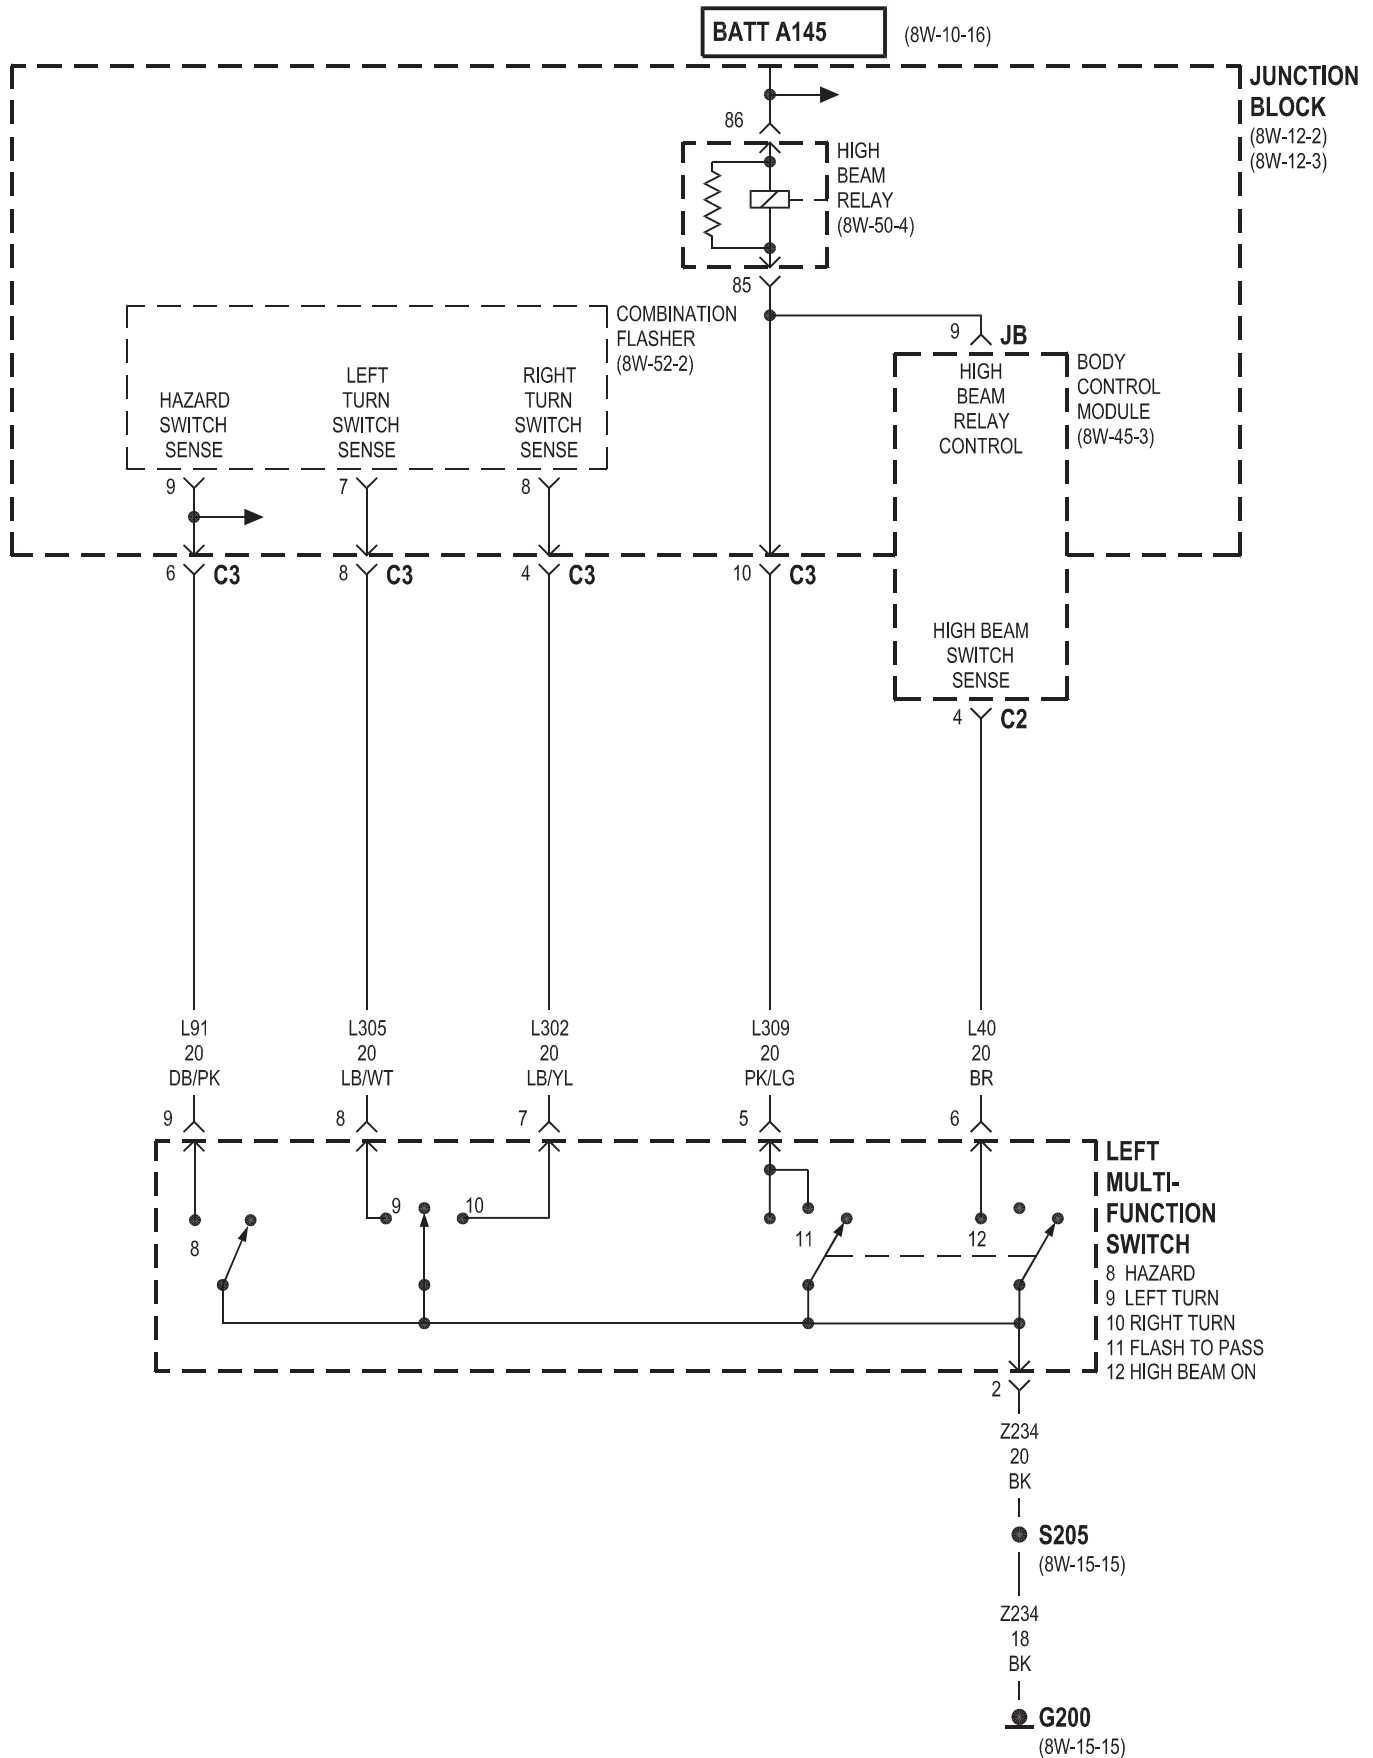 BATT A145
(8W-10-16)
JUNCTION
BLOCK
(8W-12-2)
(8W-12-3)
86
HIGH
BEAM
RELAY
(8W-50-4)
85
COMBINATION
FLASHER
(8W-52-2)
HAZARD
SWITCH
SENSE
LEFT
TURN
SWITCH
SENSE
RIGHT
TURN
SWITCH
SENSE
9 JB
HIGH
BEAM
RELAY
CONTROL
BODY
CONTROL
MODULE
(8W-45-3)
9
7
8
6 C3
8 C3
4 C3
10 C3
HIGH BEAM
SWITCH
SENSE
4 C2
L91
20
DB/PK
L305
20
LB/WT
L302
20
LB/YL
L309
20
PK/LG
L40
20
BR
9
8
7
5
6
8
9
10
11
12
LEFT
MULTI-
FUNCTION
SWITCH
8 HAZARD
9 LEFT TURN
10 RIGHT TURN
11 FLASH TO PASS
12 HIGH BEAM ON
2
Z234
20
BK
S205
(8W-15-15)
Z234
18
BK
G200
(8W-15-15)